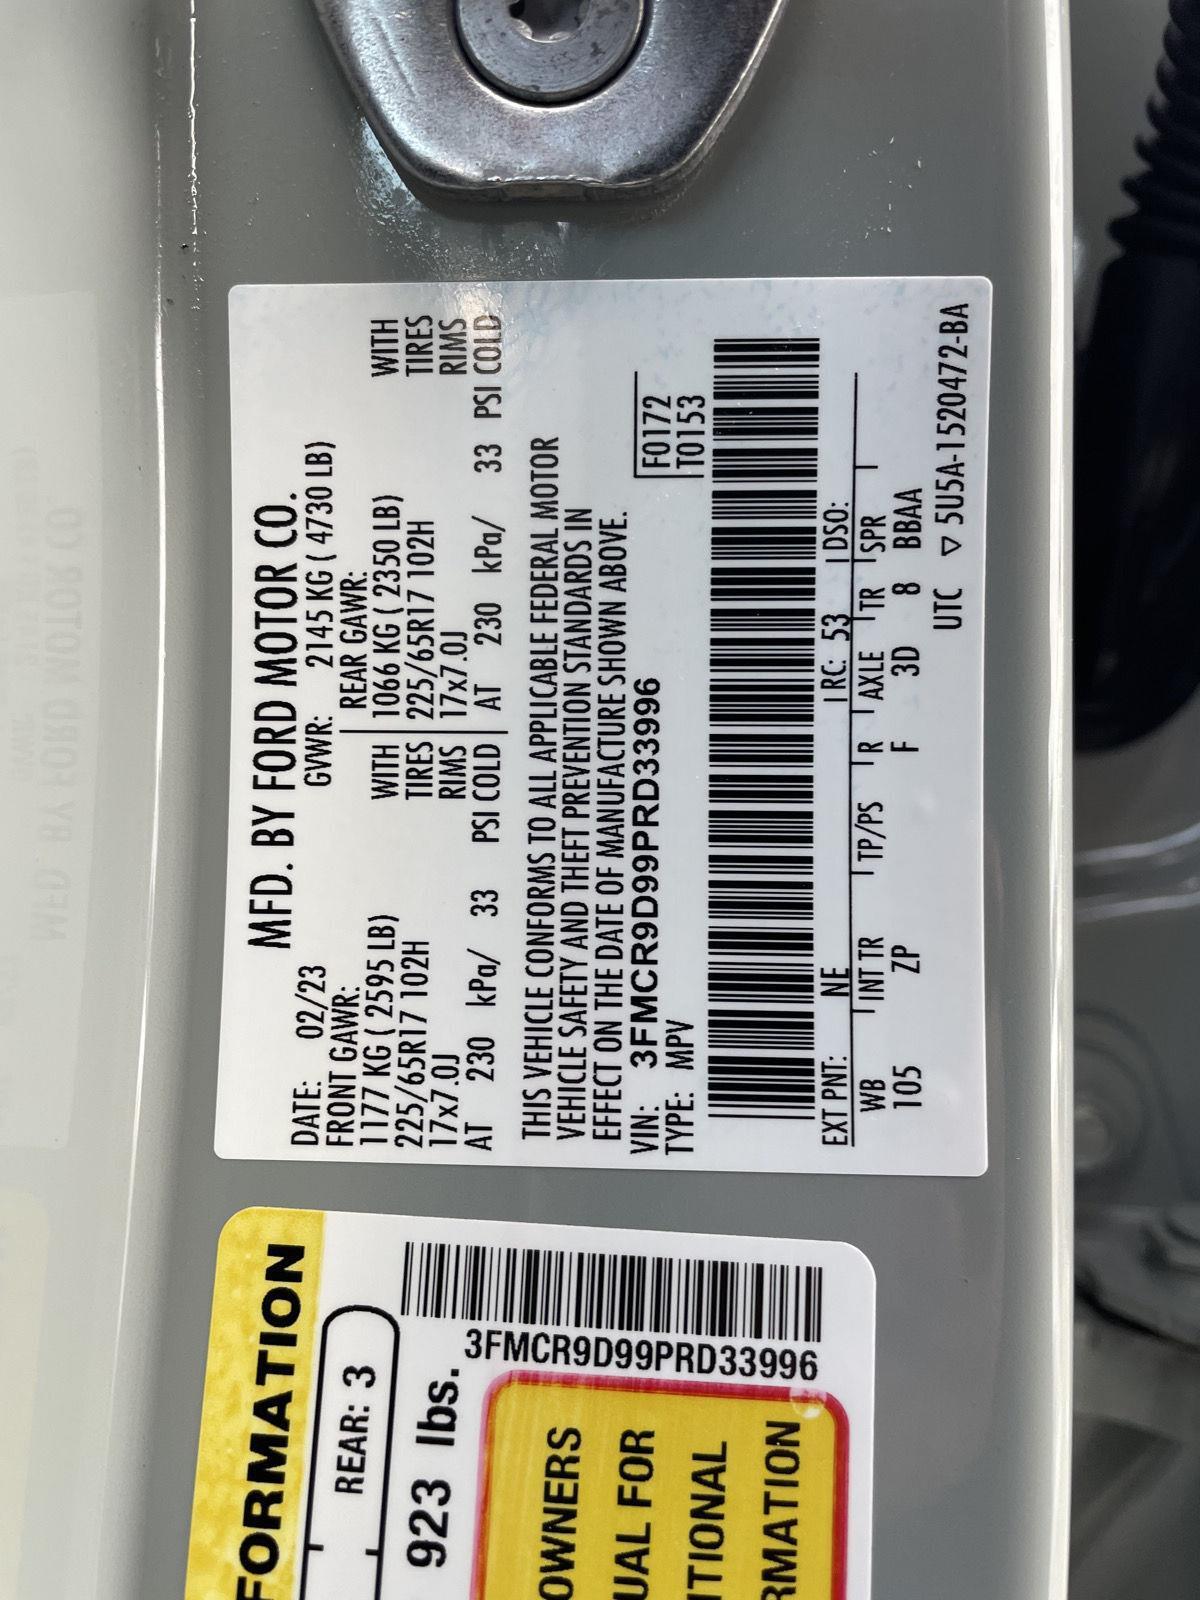 MFD. BY FORD MOTOR CO.
DATE: 02/23 GVWR: 2145 KG ( 4730 LB)
FRONT GAWR: REAR GAWR:
1177 KG ( 2595 LB) WITH 1066 KG ( 2350 LB) WITH
225/65R17 102H TIRES 225/65R17 102H TIRES
17x7.0J RIMS 17x7.0J RIMS
AT 230 kPa/ 33 PSI COLD AT 230 kPa/ 33 PSI COLD
THIS VEHICLE CONFORMS TO ALL APPLICABLE FEDERAL MOTOR
VEHICLE SAFETY AND THEFT PREVENTION STANDARDS IN
EFFECT ON THE DATE OF MANUFACTURE SHOWN ABOVE.
VIN: 3FMCR9D99PRD33996 F0172
TYPE: MPV T0153
EXT PNT: NE RC: 53 DSO:
WB INT TR TP/PS R AXLE TR SPR
105 ZP F 3D 8 BBAA
UTC ▽ 5U5A-1520472-BA
FORMATION
REAR: 3
923 lbs.
3FMCR9D99PRD33996
OWNERS
UAL FOR
ITIONAL
RMATION